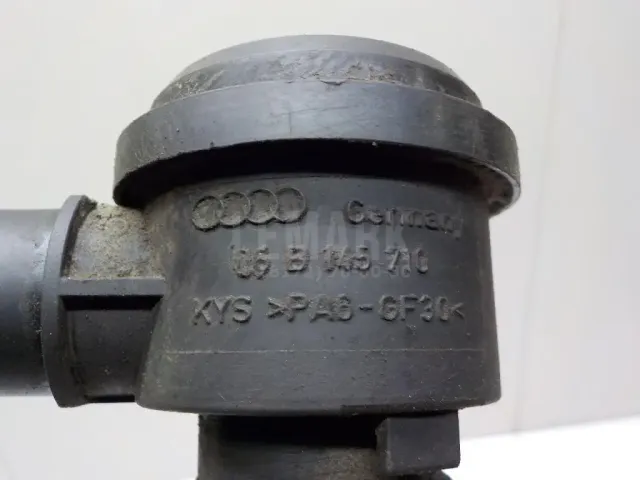 Germany
06 B 145 710
KYS >PA6-GF30<